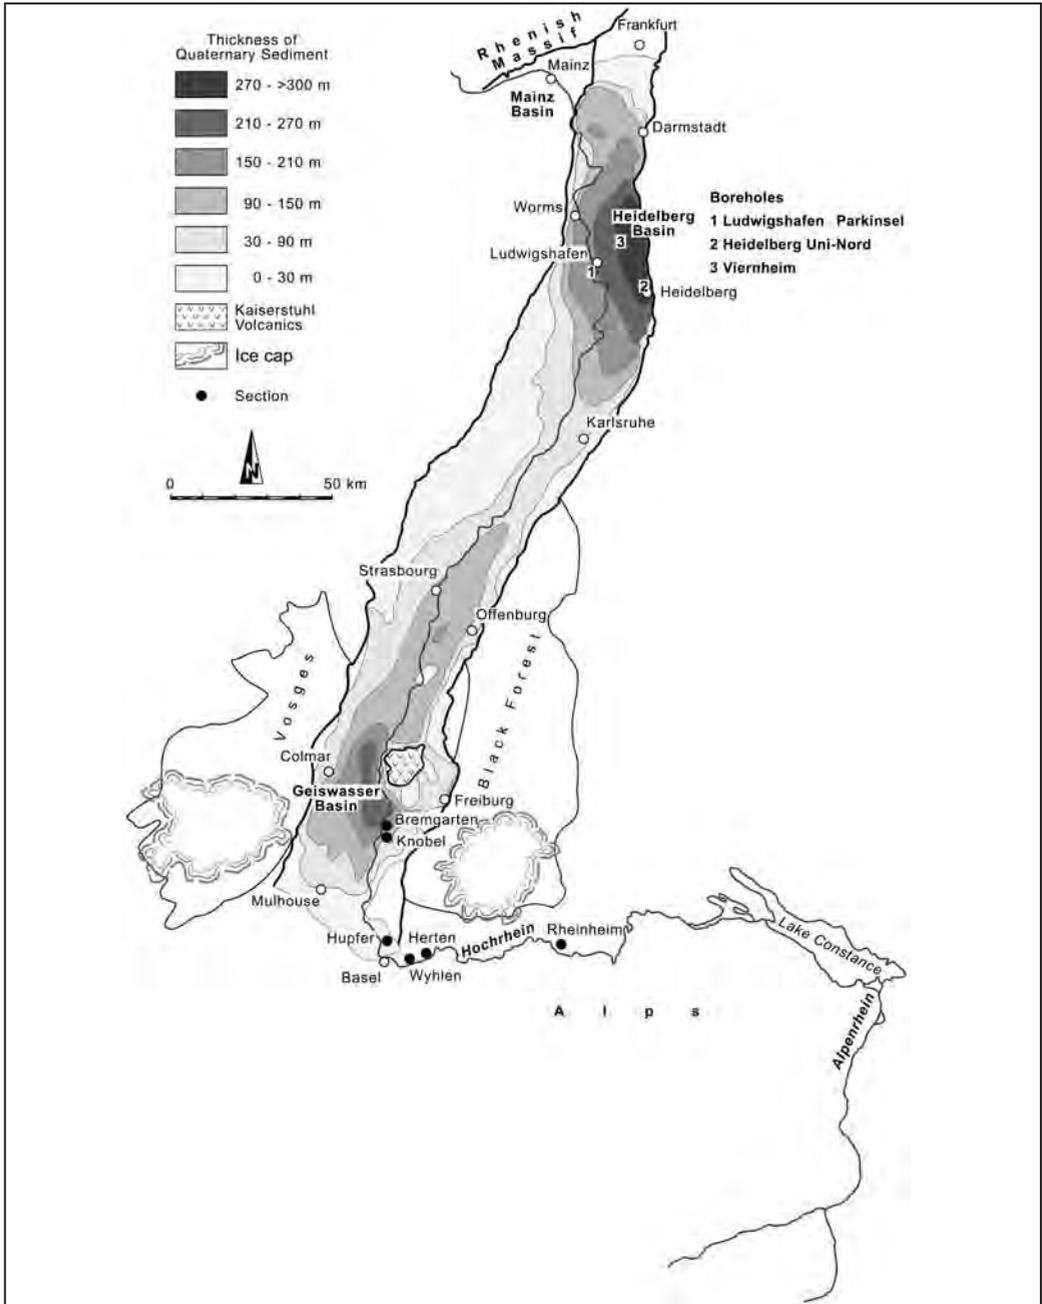 Thickness of
Quaternary Sediment
270 - >300 m
210 - 270 m
150 - 210 m
90 - 150 m
30 - 90 m
0 - 30 m
Kaiserstuhl
Volcanics
Ice cap
Section
N
0 50 km
Rhenish
Massif
Frankfurt
Mainz
Mainz
Basin
Darmstadt
Worms
Heidelberg
Basin
3
Ludwigshafen
1
2
Heidelberg
Boreholes
1 Ludwigshafen Parkinsel
2 Heidelberg Uni-Nord
3 Viernheim
Karlsruhe
Strasbourg
Offenburg
Vosges
Black Forest
Colmar
Geiswasser
Basin
Freiburg
Bremgarten
Knobel
Mulhouse
Hupfer
Herten
Hochrhein
Rheinheim
Basel
Wyhlen
Lake Constance
Alps
Alpenrhein